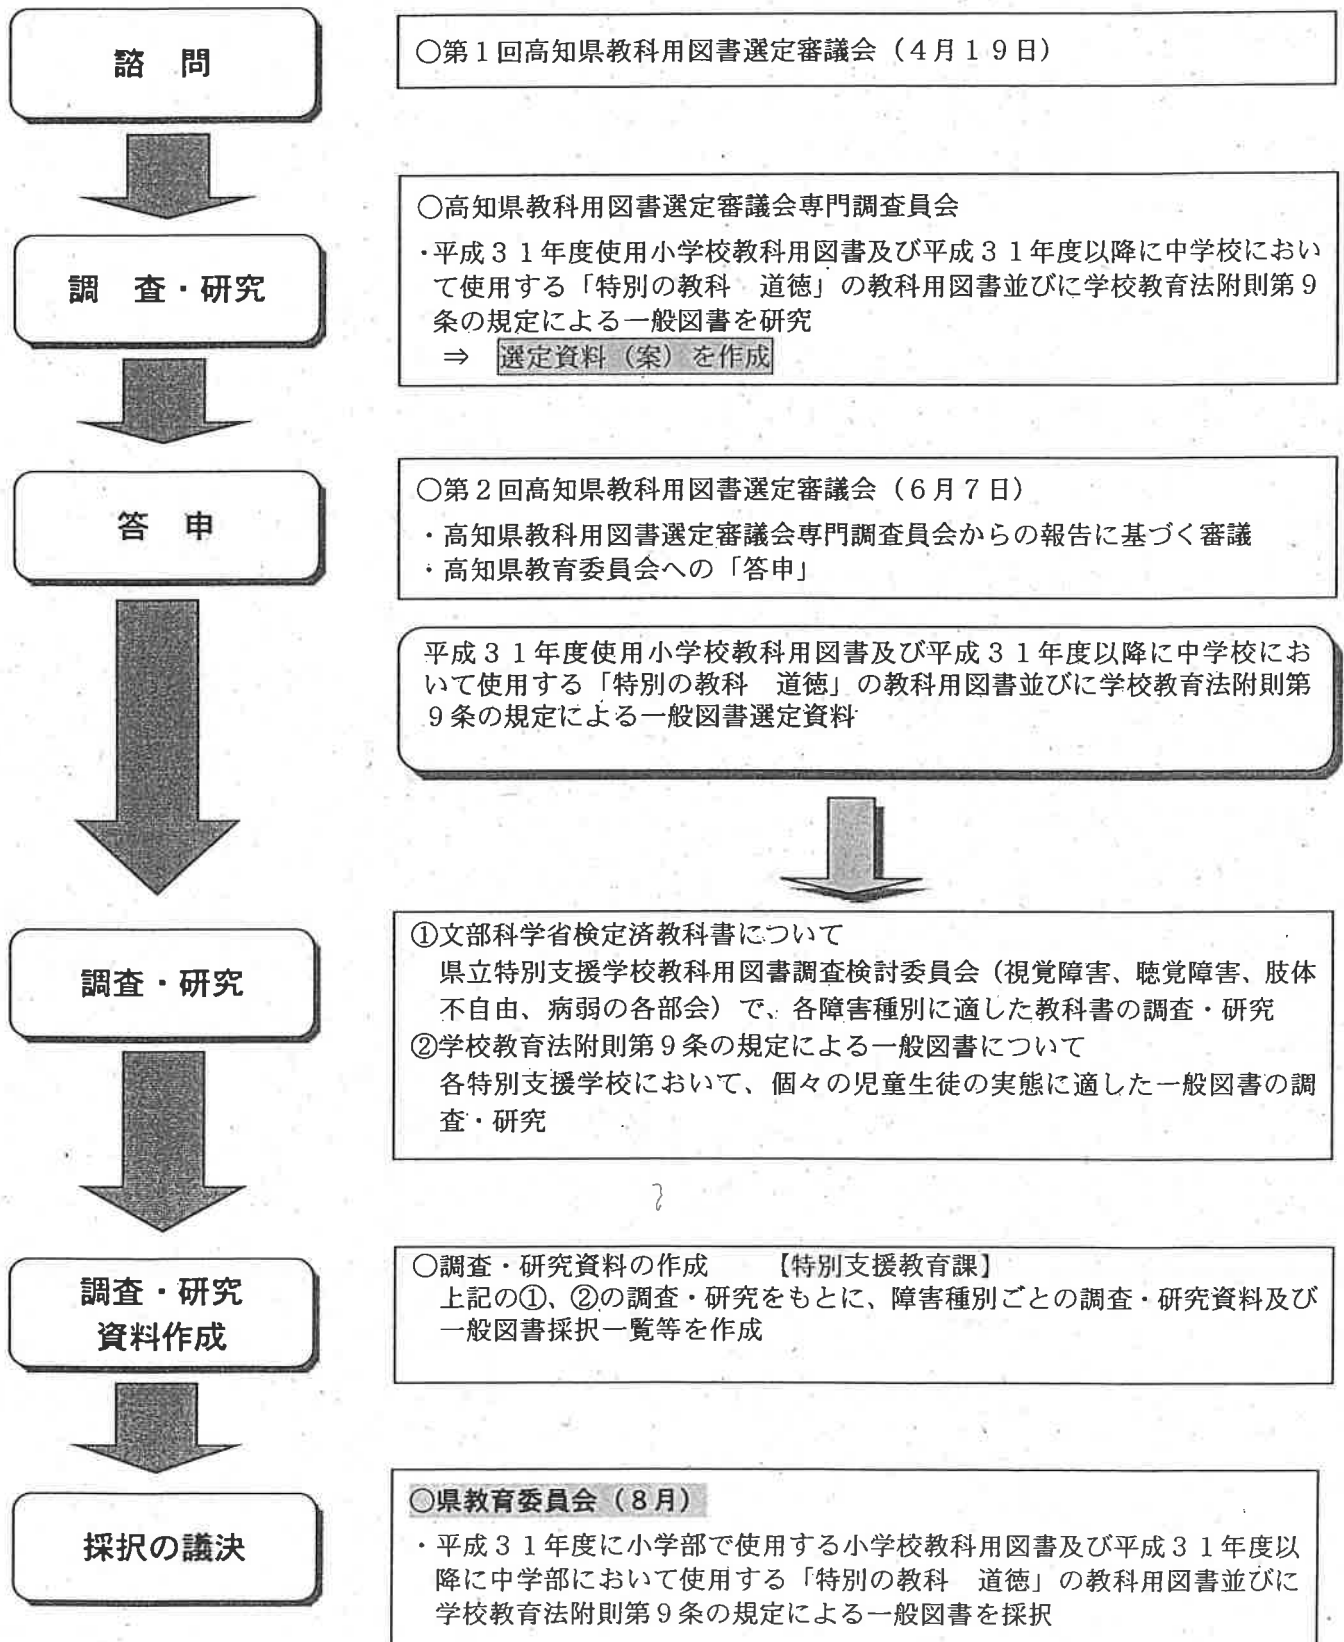 諮　問
○第１回高知県教科用図書選定審議会（４月１９日）
調　査・研究
○高知県教科用図書選定審議会専門調査員会
・平成３１年度使用小学校教科用図書及び平成３１年度以降に中学校におい
て使用する「特別の教科　道徳」の教科用図書並びに学校教育法附則第９
条の規定による一般図書を研究
⇒　選定資料（案）を作成
答　申
○第２回高知県教科用図書選定審議会（６月７日）
・高知県教科用図書選定審議会専門調査員会からの報告に基づく審議
・高知県教育委員会への「答申」
平成３１年度使用小学校教科用図書及び平成３１年度以降に中学校にお
いて使用する「特別の教科　道徳」の教科用図書並びに学校教育法附則第
９条の規定による一般図書選定資料
調査・研究
①文部科学省検定済教科書について
県立特別支援学校教科用図書調査検討委員会（視覚障害、聴覚障害、肢体
不自由、病弱の各部会）で、各障害種別に適した教科書の調査・研究
②学校教育法附則第９条の規定による一般図書について
各特別支援学校において、個々の児童生徒の実態に適した一般図書の調
査・研究
調査・研究
資料作成
○調査・研究資料の作成　　【特別支援教育課】
上記の①、②の調査・研究をもとに、障害種別ごとの調査・研究資料及び
一般図書採択一覧等を作成
採択の議決
○県教育委員会（８月）
・平成３１年度に小学部で使用する小学校教科用図書及び平成３１年度以
降に中学部において使用する「特別の教科　道徳」の教科用図書並びに
学校教育法附則第９条の規定による一般図書を採択